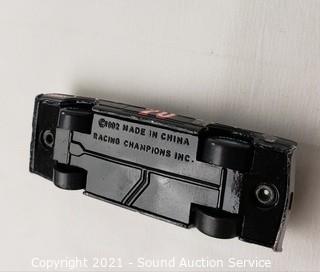 ©1992 MADE IN CHINA
RACING CHAMPIONS INC.
Copyright 2021 - Sound Auction Service